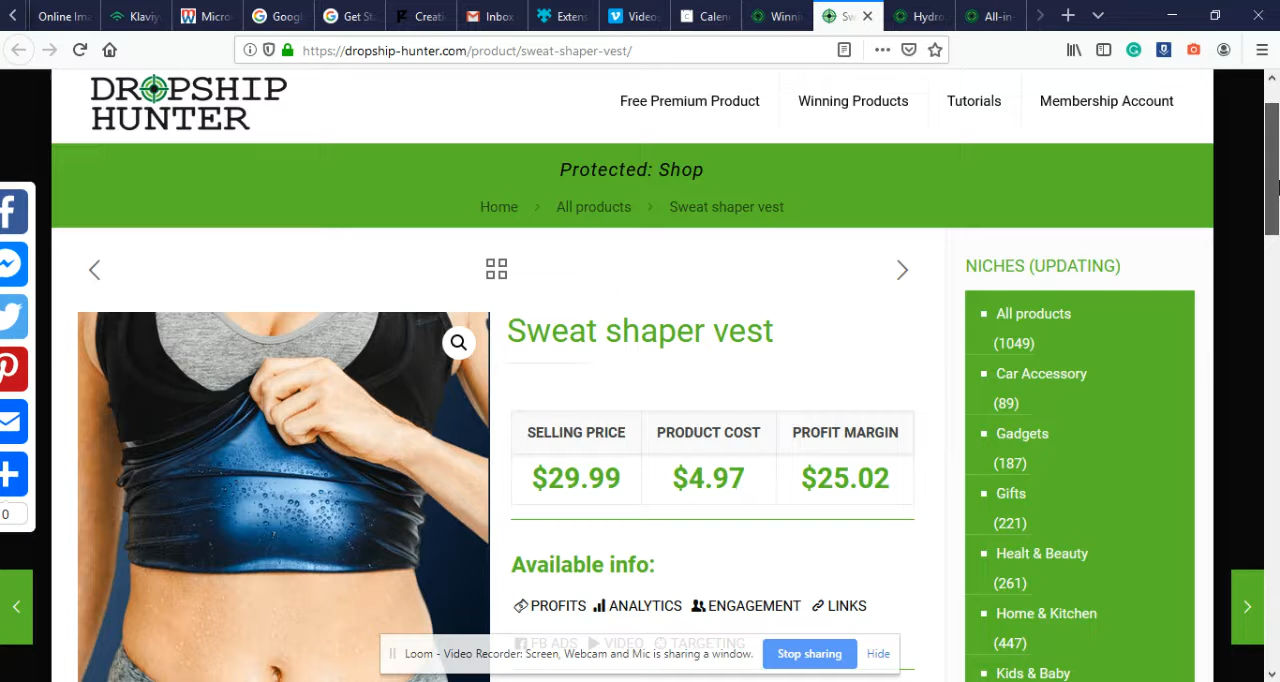 Online Ima
Klaviy
Micro
Googl
Get St
Creati
Inbox
Extens
Videos
Calen
Winni
Sw
Hydro
All-in-
https://dropship-hunter.com/product/sweat-shaper-vest/
DROPSHIP
HUNTER
Free Premium Product
Winning Products
Tutorials
Membership Account
Protected: Shop
Home > All products > Sweat shaper vest
NICHES (UPDATING)
All products
(1049)
Car Accessory
(89)
Gadgets
(187)
Gifts
(221)
Healt & Beauty
(261)
Home & Kitchen
(447)
Kids & Baby
Sweat shaper vest
SELLING PRICE PRODUCT COST PROFIT MARGIN
$29.99 $4.97 $25.02
Available info:
PROFITS ANALYTICS ENGAGEMENT LINKS
FB ADS VIDEO TARGETING
Loom - Video Recorder: Screen, Webcam and Mic is sharing a window.
Stop sharing
Hide
0